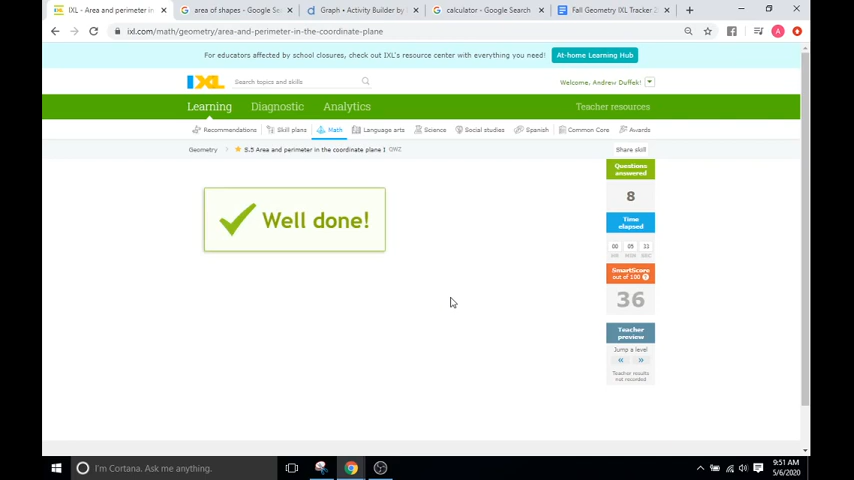 IXL - Area and perimeter in
area of shapes - Google Se
Graph • Activity Builder by
calculator - Google Search
Fall Geometry IXL Tracker 2
ixl.com/math/geometry/area-and-perimeter-in-the-coordinate-plane
A
For educators affected by school closures, check out IXL's resource center with everything you need!
At-home Learning Hub
IXL
Search topics and skills
Welcome, Andrew Duffek!
Learning
Diagnostic
Analytics
Teacher resources
Recommendations
Skill plans
Math
Language arts
Science
Social studies
Spanish
Common Core
Awards
Geometry
S.5 Area and perimeter in the coordinate plane I
QWZ
Share skill
Well done!
Questions
answered
8
Time
elapsed
00 05 33
HR MIN SEC
SmartScore
out of 100 ?
36
Teacher
preview
Jump a level
Teacher results
not recorded
I'm Cortana. Ask me anything.
9:51 AM
5/6/2020